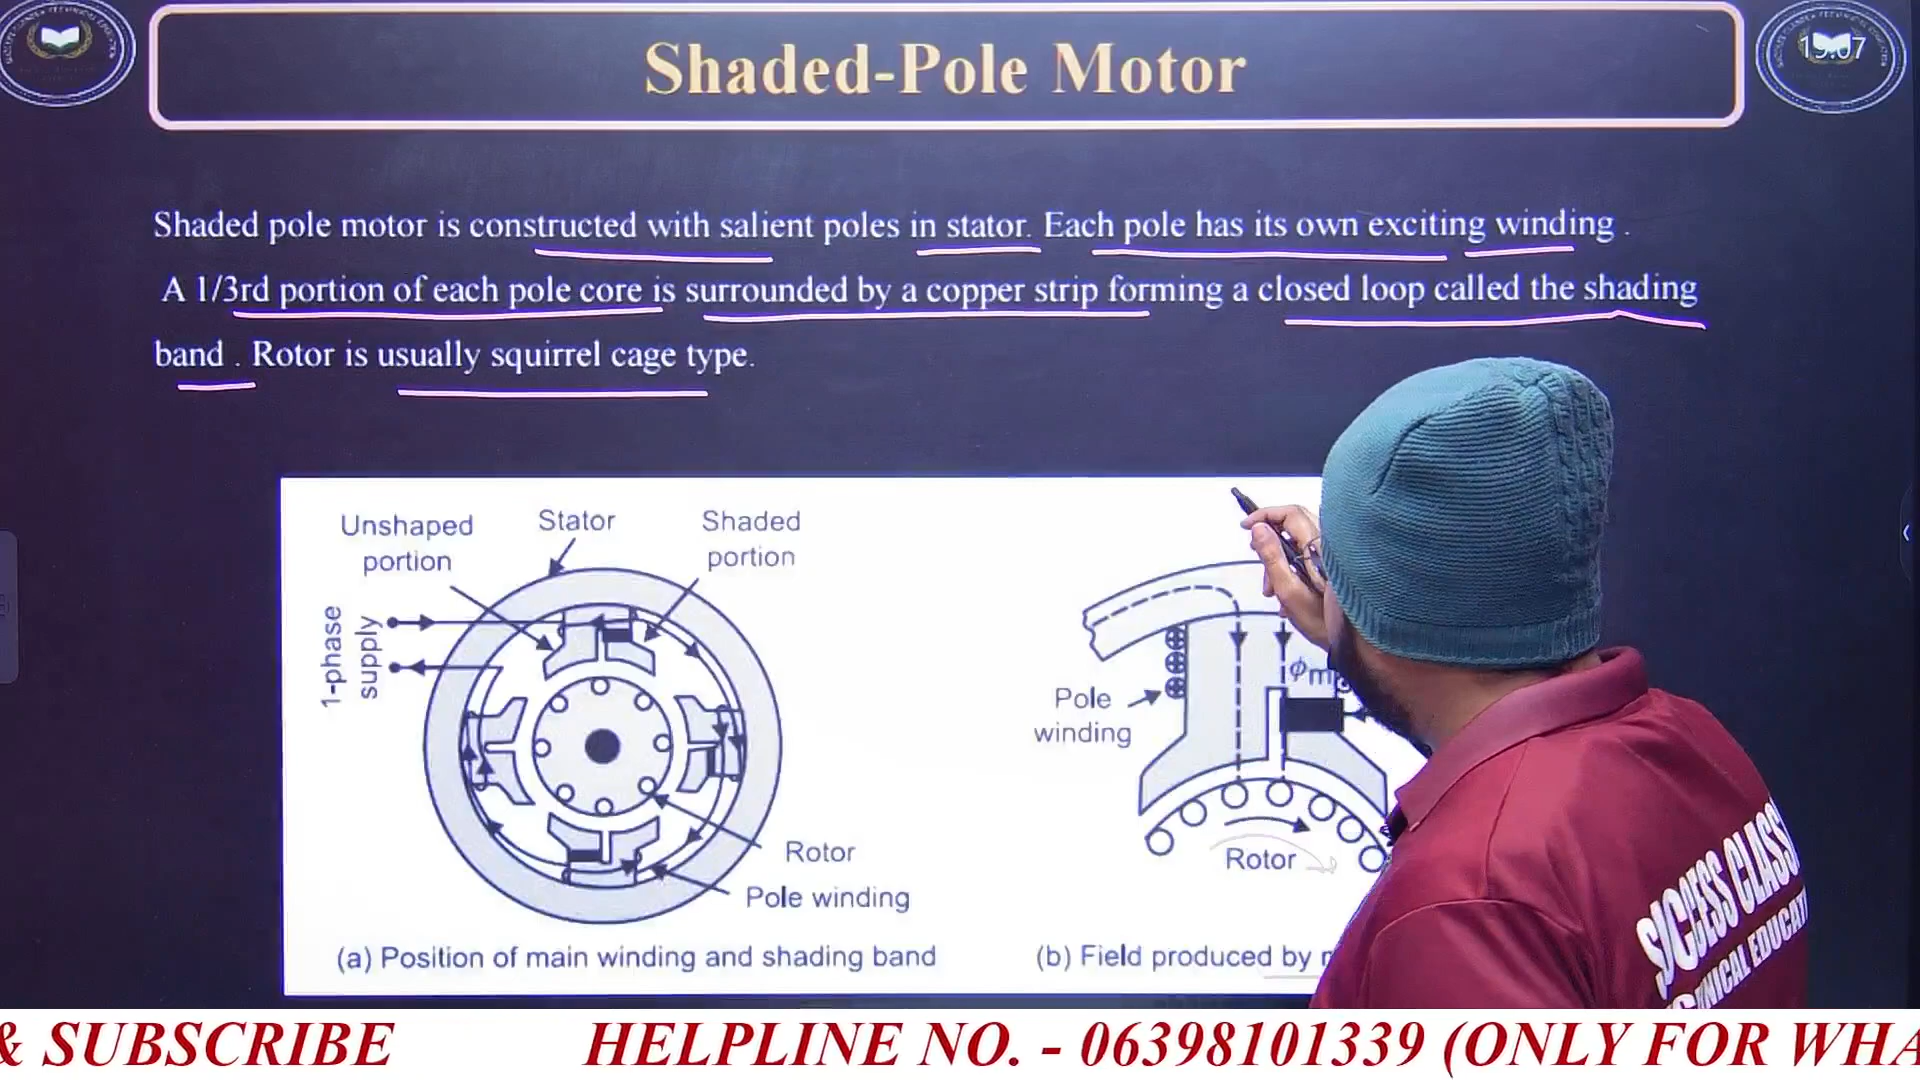 Shaded-Pole Motor
Shaded pole motor is constructed with salient poles in stator. Each pole has its own exciting winding .
A 1/3rd portion of each pole core is surrounded by a copper strip forming a closed loop called the shading
band . Rotor is usually squirrel cage type.
Unshaped
portion
Stator
Shaded
portion
1-phase
supply
Rotor
Pole winding
(a) Position of main winding and shading band
Pole
winding
ϕm
Rotor
(b) Field produced by
SUCCESS CLASS
& SUBSCRIBE HELPLINE NO. - 06398101339 (ONLY FOR WHA